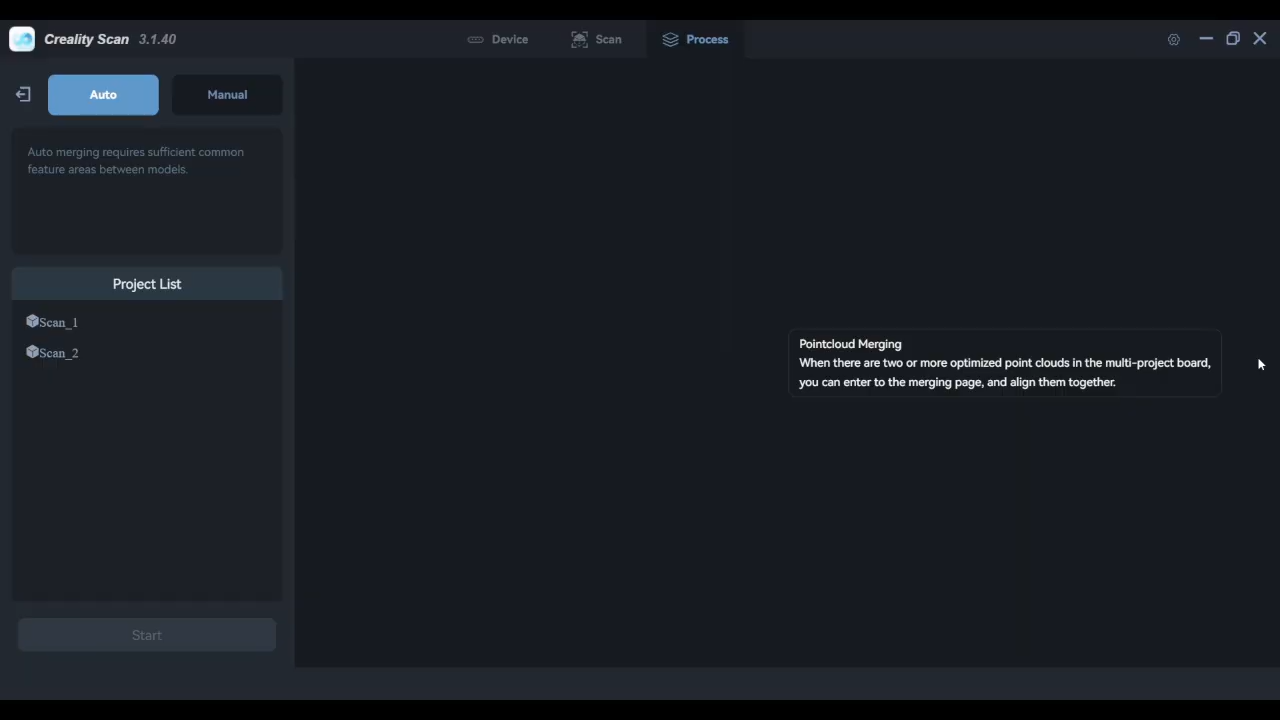 Creality Scan 3.1.40
Device
Scan
Process
Auto
Manual
Auto merging requires sufficient common
feature areas between models.
Project List
Scan_1
Scan_2
Pointcloud Merging
When there are two or more optimized point clouds in the multi-project board,
you can enter to the merging page, and align them together.
Start